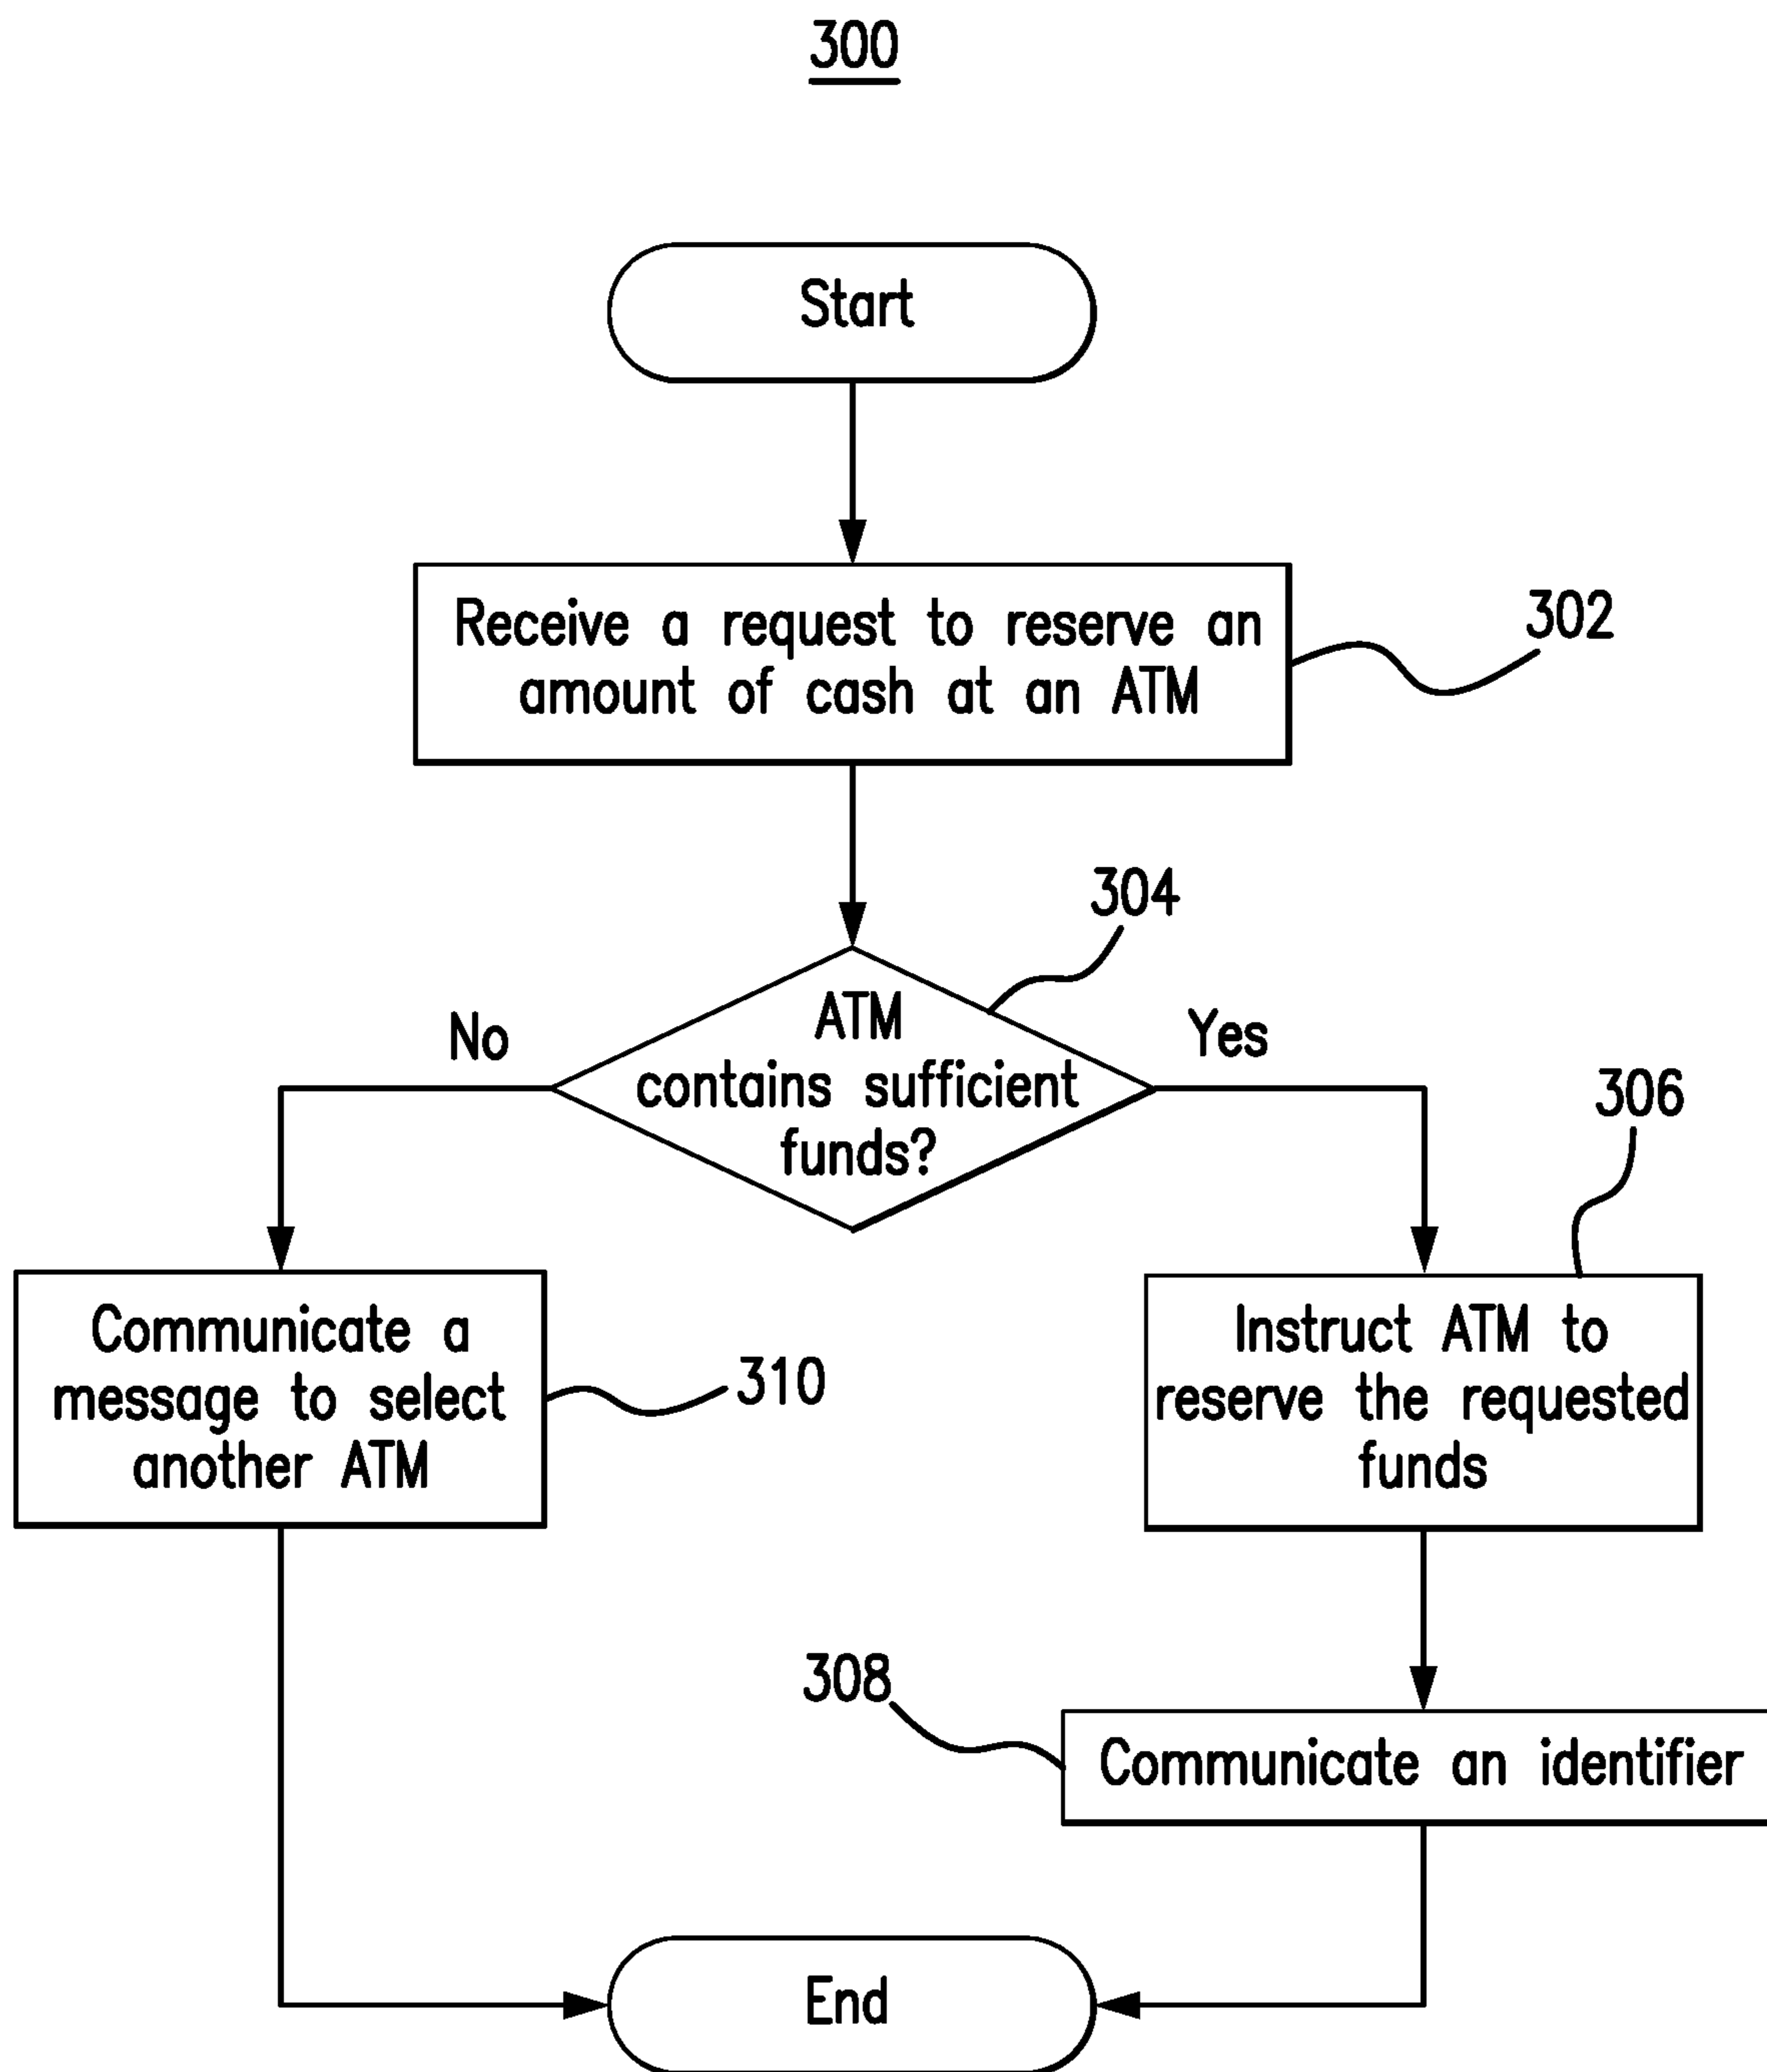 300
Start
Receive a request to reserve an
amount of cash at an ATM
302
304
ATM
contains sufficient
funds?
No
Yes
306
Communicate a
message to select
another ATM
310
Instruct ATM to
reserve the requested
funds
308
Communicate an identifier
End